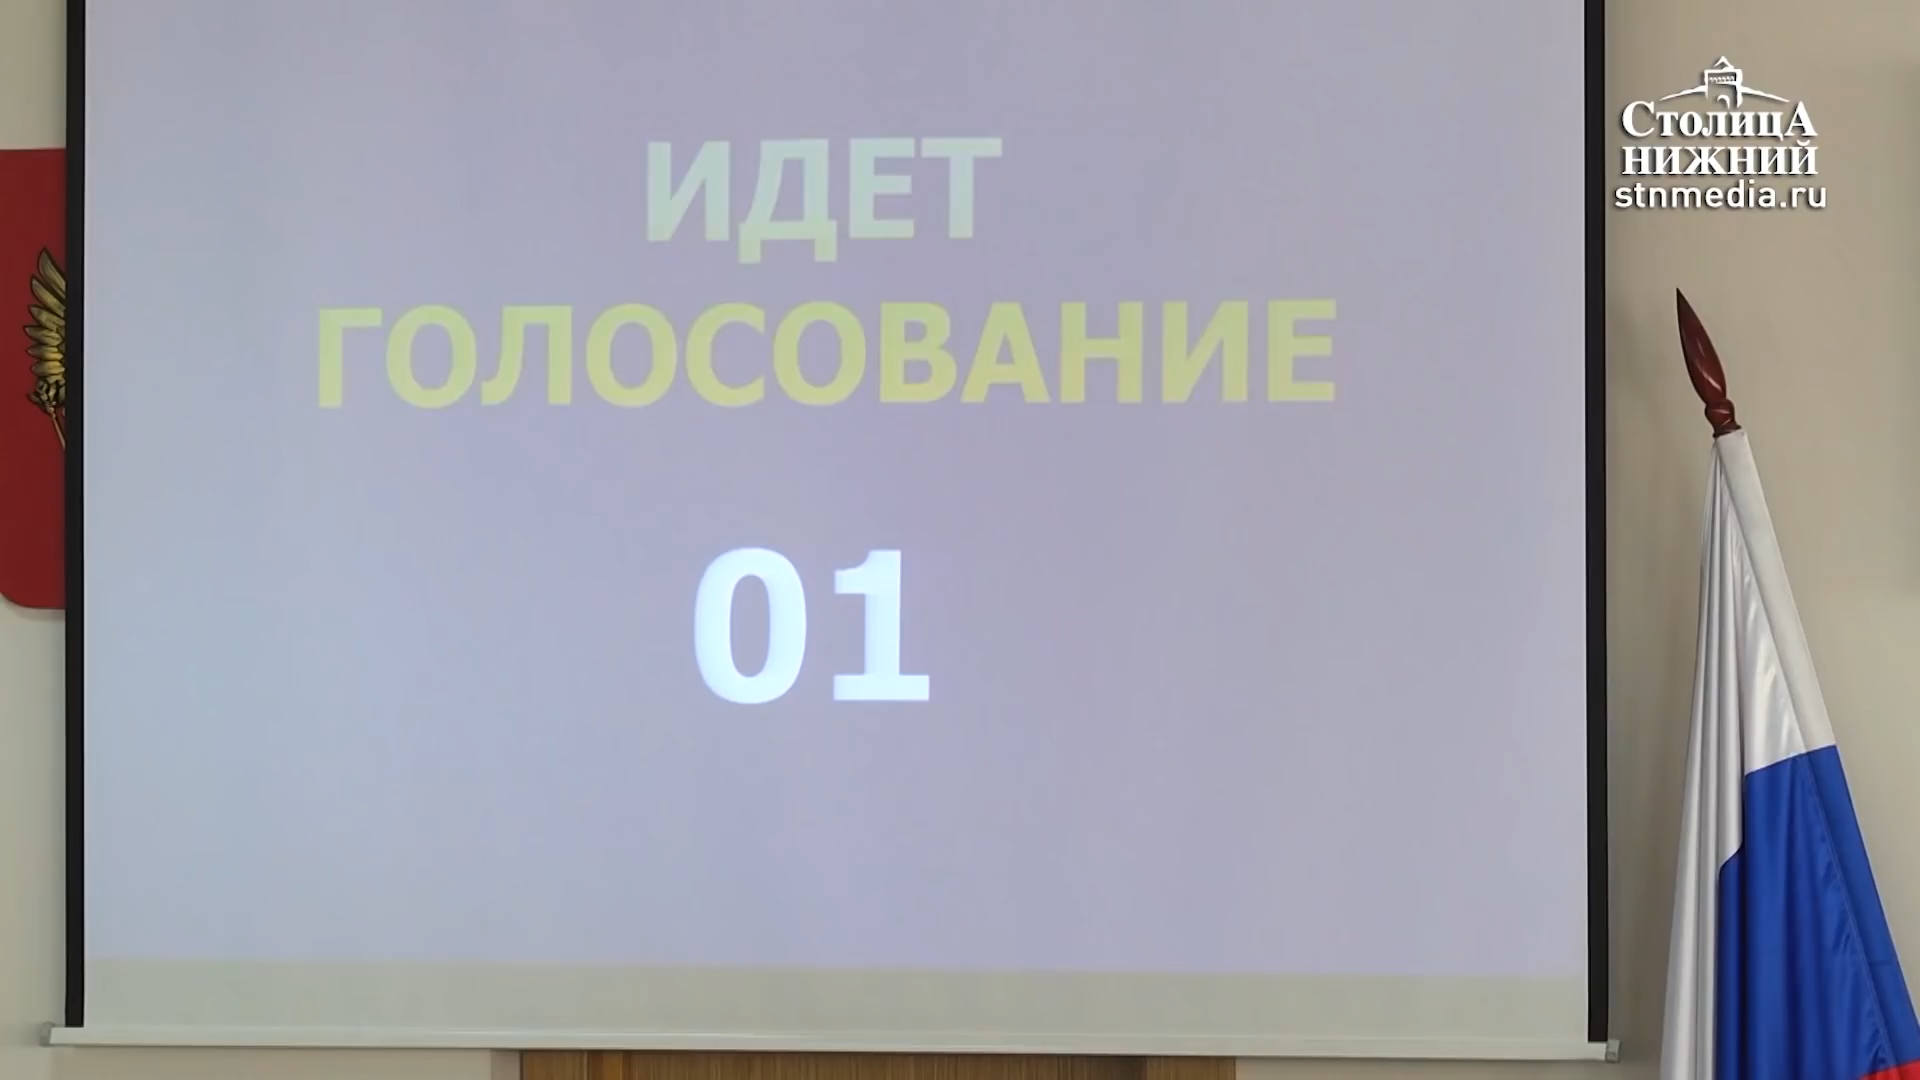 ИДЕТ
ГОЛОСОВАНИЕ
01
СТОЛИЦА
НИЖНИЙ
stnmedia.ru